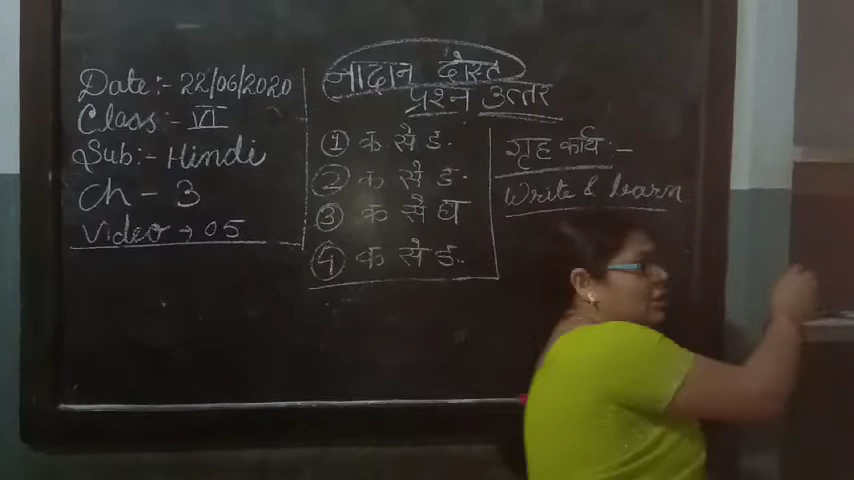 Date:- 22/06/2020
Class:- VI
Sub:- Hindi
Ch - 3
Video → 05
नादान दोस्त
प्रश्न उत्तर
① क से ड.
② क से ड.
③ क से घ
④ क से ड.
गृह कार्य:-
Write & learn